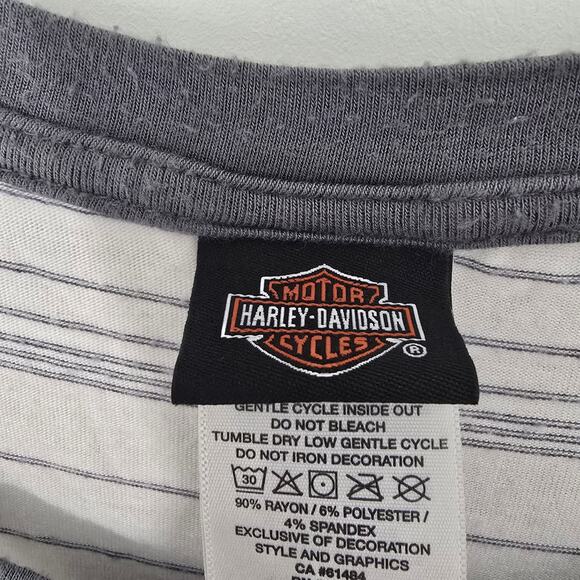 MOTOR
HARLEY-DAVIDSON
CYCLES
®
GENTLE CYCLE INSIDE OUT
DO NOT BLEACH
TUMBLE DRY LOW GENTLE CYCLE
DO NOT IRON DECORATION
30
90% RAYON / 6% POLYESTER /
4% SPANDEX
EXCLUSIVE OF DECORATION
STYLE AND GRAPHICS
CA #61484